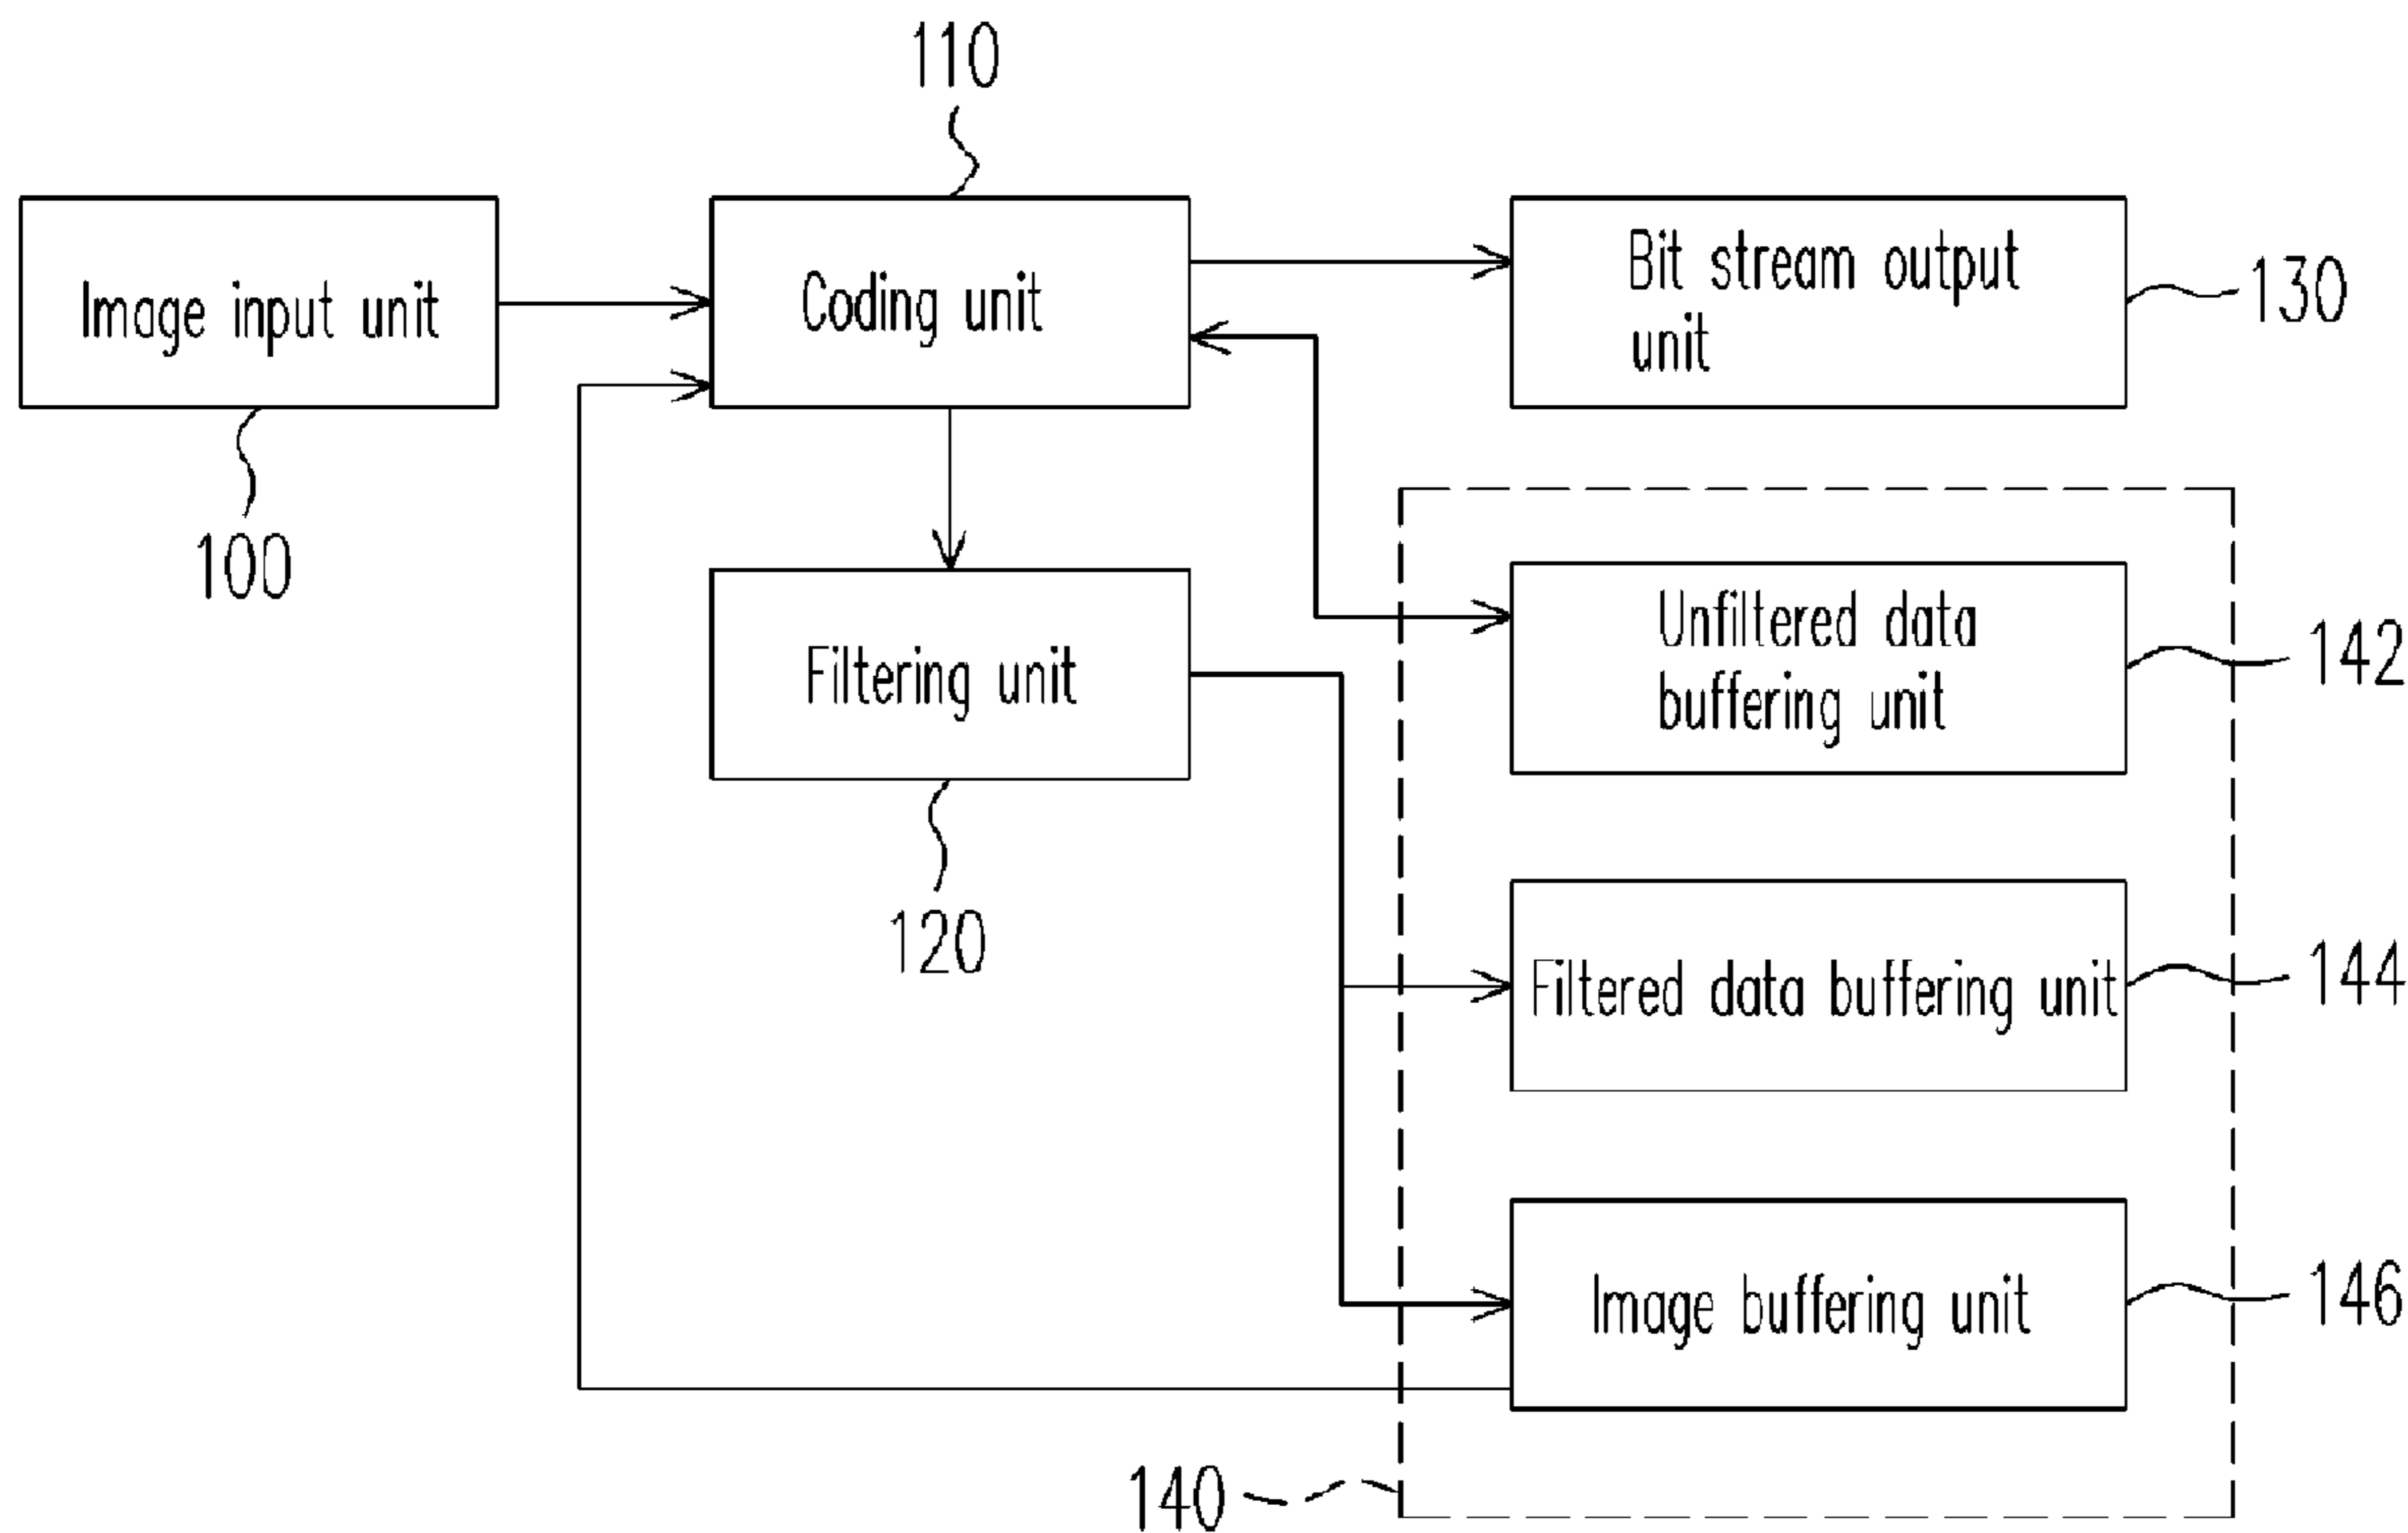 110
Image input unit
Coding unit
Bit stream output
unit
130
100
Filtering unit
Unfiltered data
buffering unit
142
120
Filtered data buffering unit
144
Image buffering unit
146
140